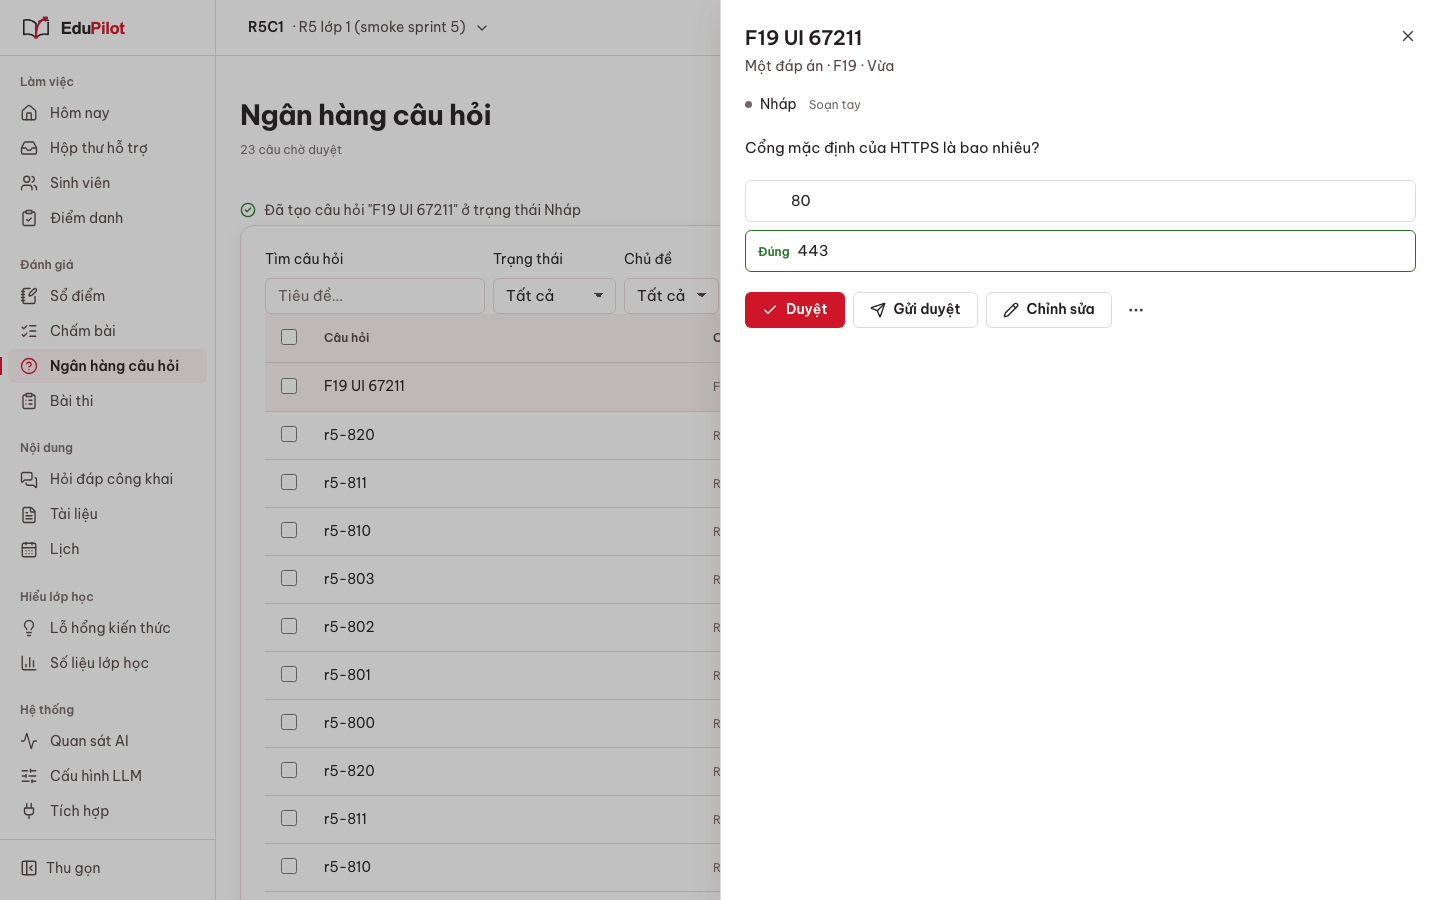 EduPilot
Làm việc
Hôm nay
Hộp thư hỗ trợ
Sinh viên
Điểm danh
Đánh giá
Sổ điểm
Chấm bài
Ngân hàng câu hỏi
Bài thi
Nội dung
Hỏi đáp công khai
Tài liệu
Lịch
Hiểu lớp học
Lỗ hổng kiến thức
Số liệu lớp học
Hệ thống
Quan sát AI
Cấu hình LLM
Tích hợp
Thu gọn
R5C1 · R5 lớp 1 (smoke sprint 5)
Ngân hàng câu hỏi
23 câu chờ duyệt
Đã tạo câu hỏi "F19 UI 67211" ở trạng thái Nháp
Tìm câu hỏi Trạng thái Chủ đề
Tiêu đề... Tất cả Tất cả
Câu hỏi C
F19 UI 67211 F
r5-820 R
r5-811 R
r5-810 R
r5-803 R
r5-802 R
r5-801 R
r5-800 R
r5-820 R
r5-811 R
r5-810 R
F19 UI 67211
Một đáp án · F19 · Vừa
Nháp Soạn tay
Cổng mặc định của HTTPS là bao nhiêu?
80
Đúng 443
Duyệt Gửi duyệt Chỉnh sửa